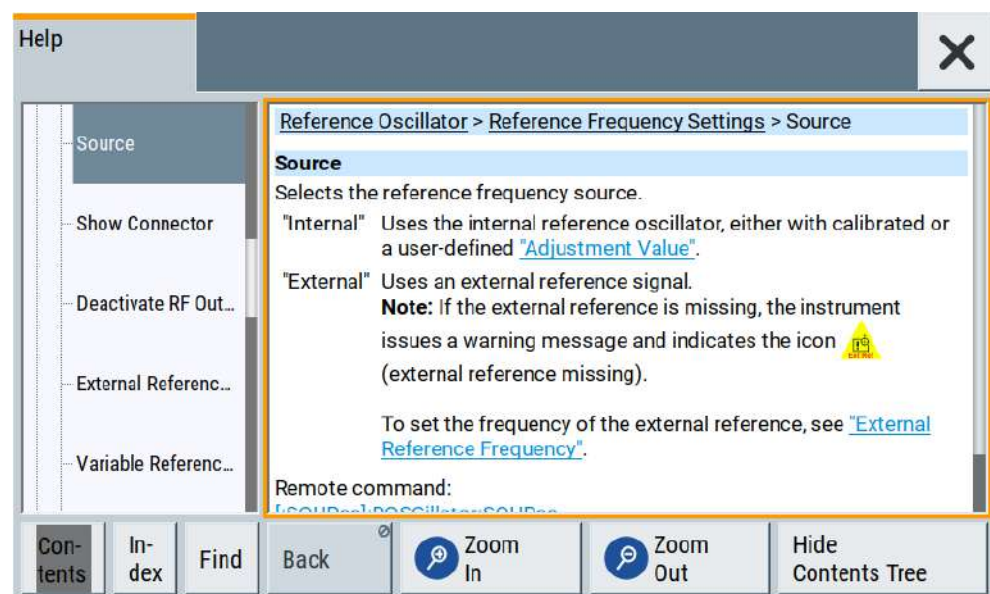 Help
Source
Show Connector
Deactivate RF Out...
External Referenc...
Variable Referenc...
Reference Oscillator > Reference Frequency Settings > Source
Source
Selects the reference frequency source.
"Internal" Uses the internal reference oscillator, either with calibrated or
a user-defined "Adjustment Value".
"External" Uses an external reference signal.
Note: If the external reference is missing, the instrument
issues a warning message and indicates the icon
Ext Ref
(external reference missing).
To set the frequency of the external reference, see "External
Reference Frequency".
Remote command:
Con-
tents
In-
dex
Find
Back
Zoom
In
Zoom
Out
Hide
Contents Tree